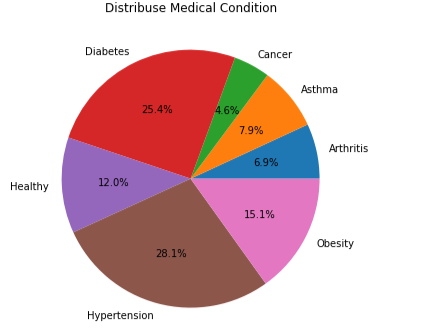 Distribuse Medical Condition
Diabetes
Cancer
Asthma
Arthritis
Healthy
Hypertension
Obesity
25.4%
4.6%
7.9%
6.9%
12.0%
15.1%
28.1%